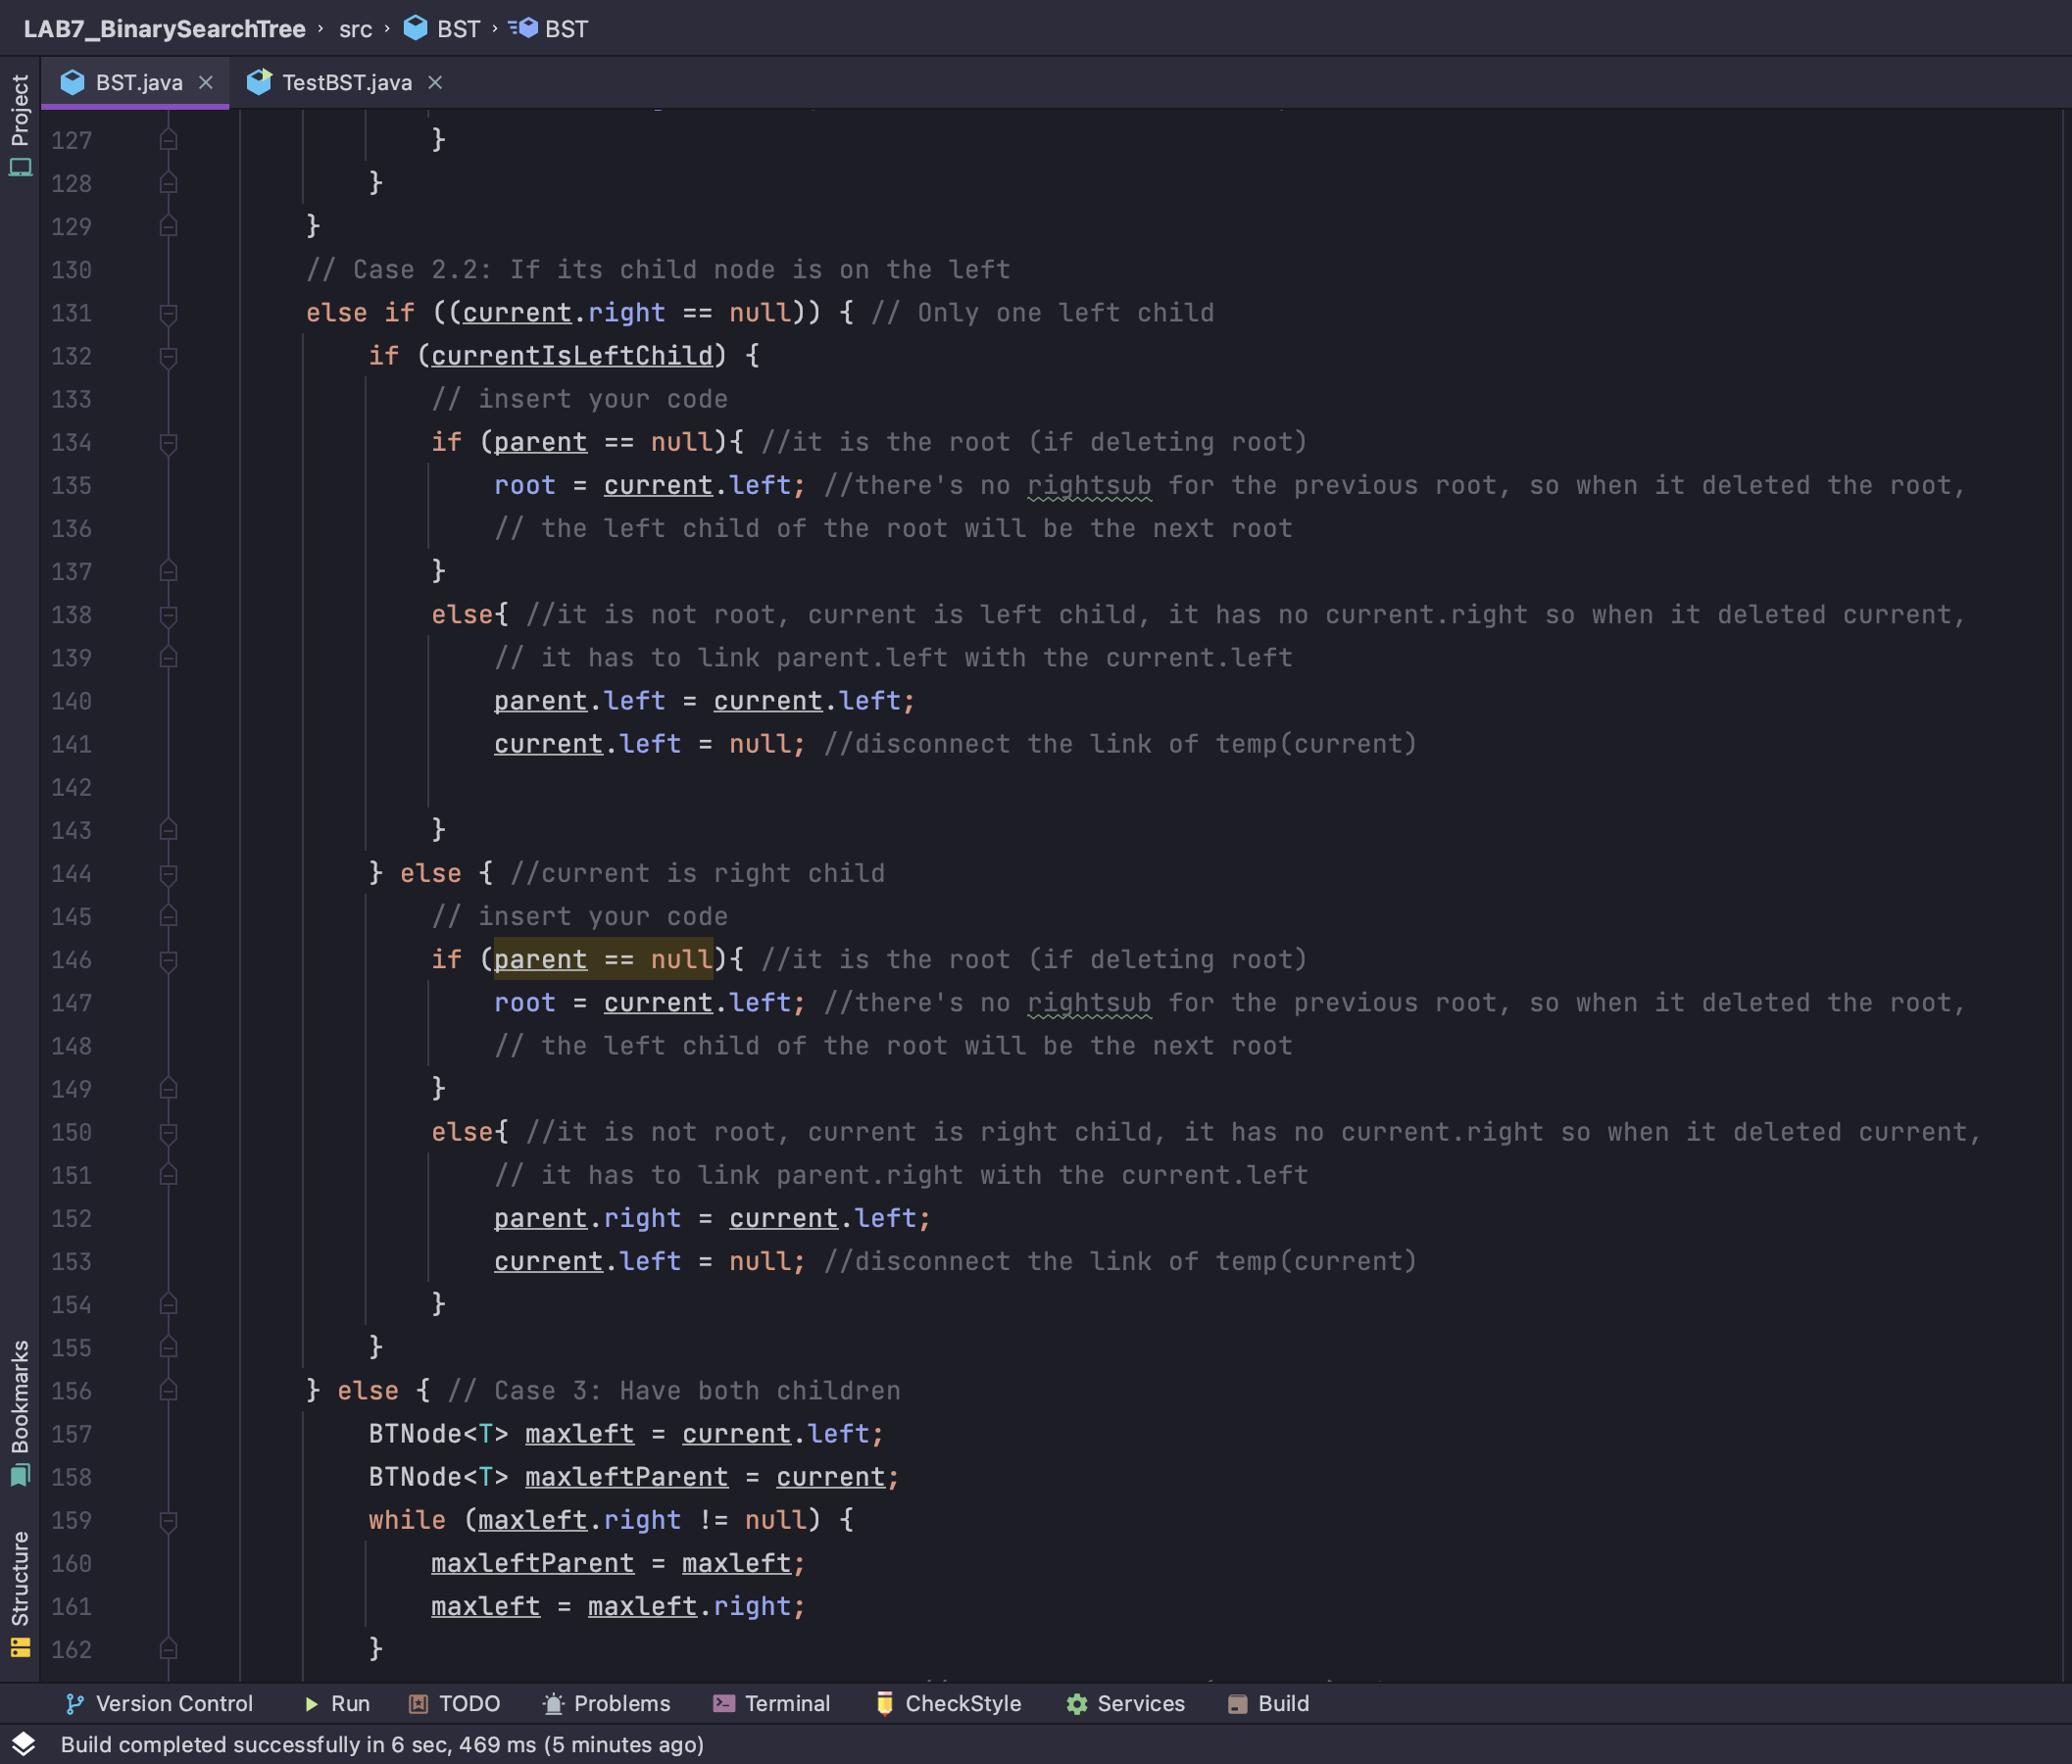 LAB7_BinarySearchTree › src › BST › BST
BST.java × TestBST.java ×
Project
127 }
128 }
129 }
130 // Case 2.2: If its child node is on the left
131 else if ((current.right == null)) { // Only one left child
132 if (currentIsLeftChild) {
133 // insert your code
134 if (parent == null){ //it is the root (if deleting root)
135 root = current.left; //there's no rightsub for the previous root, so when it deleted the root,
136 // the left child of the root will be the next root
137 }
138 else{ //it is not root, current is left child, it has no current.right so when it deleted current,
139 // it has to link parent.left with the current.left
140 parent.left = current.left;
141 current.left = null; //disconnect the link of temp(current)
142
143 }
144 } else { //current is right child
145 // insert your code
146 if (parent == null){ //it is the root (if deleting root)
147 root = current.left; //there's no rightsub for the previous root, so when it deleted the root,
148 // the left child of the root will be the next root
149 }
150 else{ //it is not root, current is right child, it has no current.right so when it deleted current,
151 // it has to link parent.right with the current.left
152 parent.right = current.left;
153 current.left = null; //disconnect the link of temp(current)
154 }
155 }
156 } else { // Case 3: Have both children
157 BTNode<T> maxleft = current.left;
158 BTNode<T> maxleftParent = current;
159 while (maxleft.right != null) {
160 maxleftParent = maxleft;
161 maxleft = maxleft.right;
162 }
Bookmarks
Structure
Version Control Run TODO Problems Terminal CheckStyle Services Build
Build completed successfully in 6 sec, 469 ms (5 minutes ago)